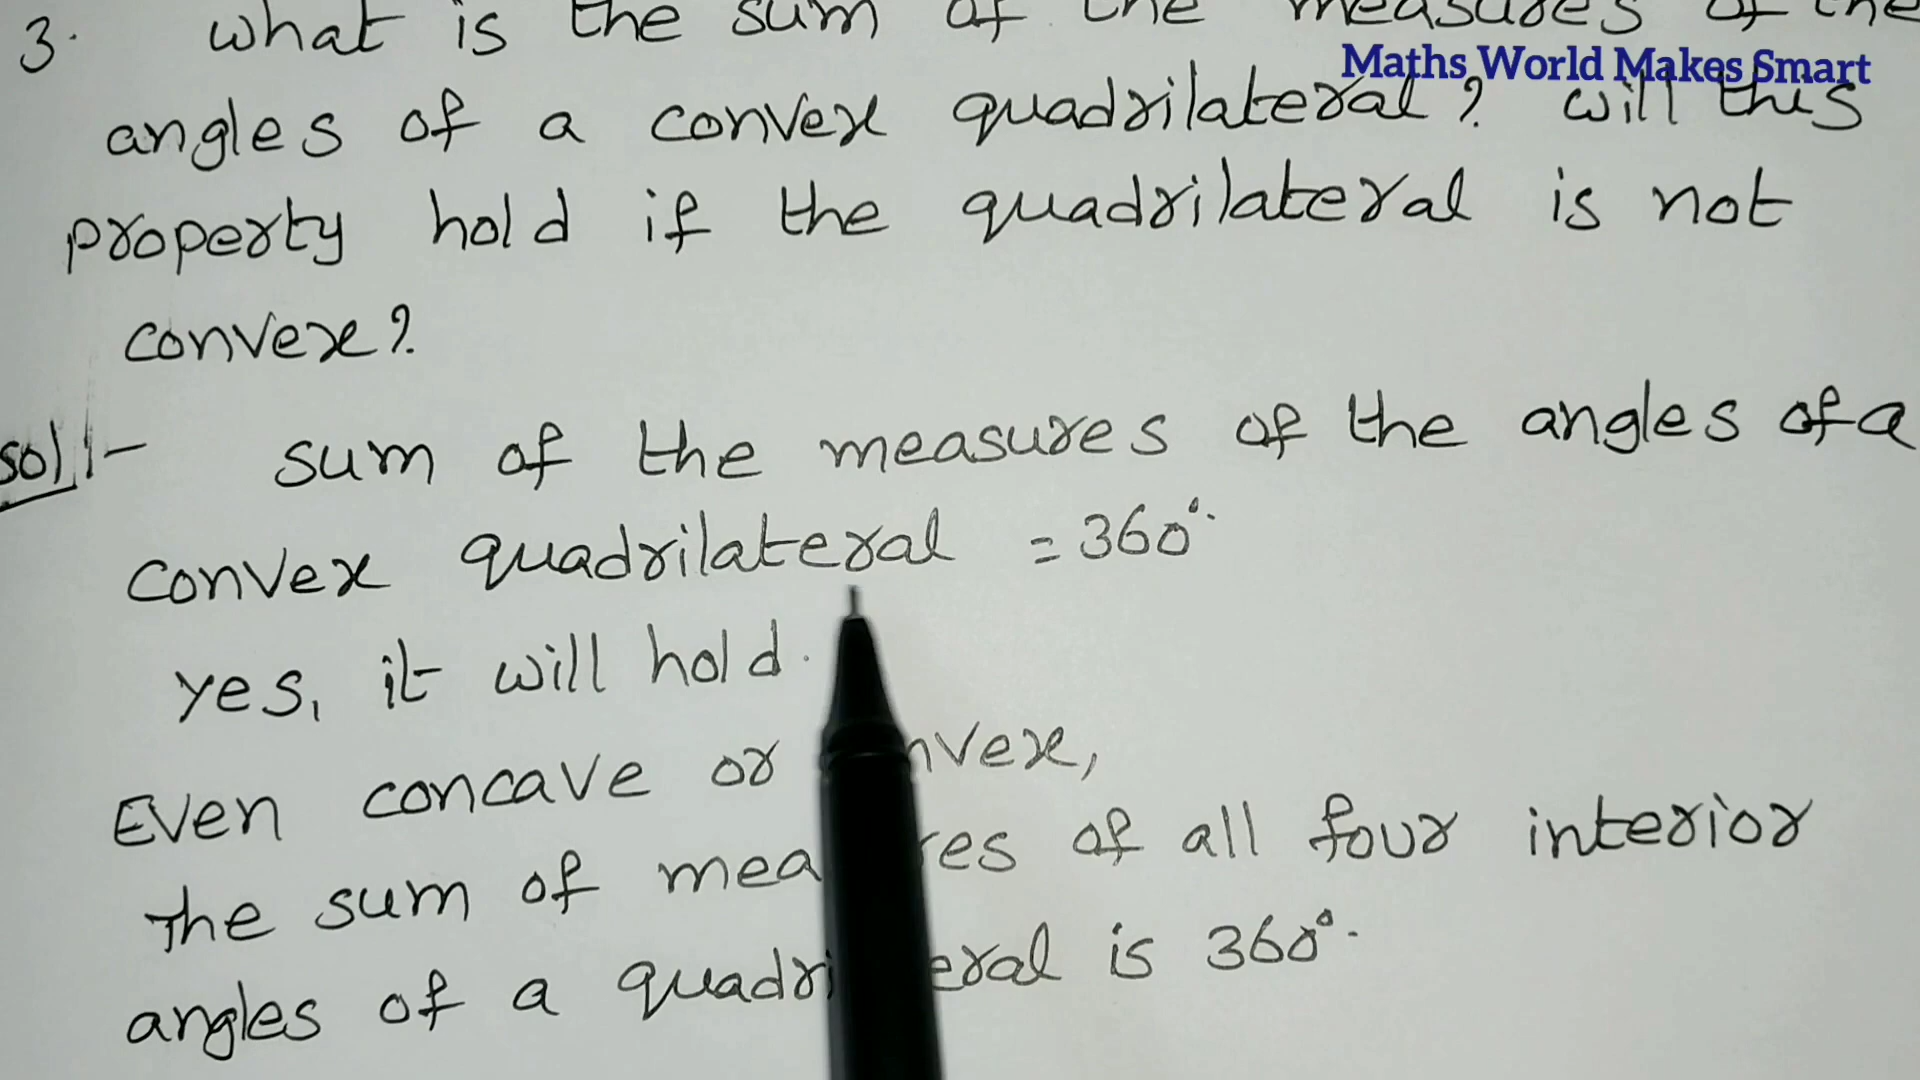 3. what is the sum of the measures of the
Maths World Makes Smart
angles of a convex quadrilateral? will this
property hold if the quadrilateral is not
convex?
sol:- sum of the measures of the angles of a
convex quadrilateral = 360°.
yes, it will hold.
Even concave or nvex,
The sum of mea res of all four interior
angles of a quadri eral is 360°.